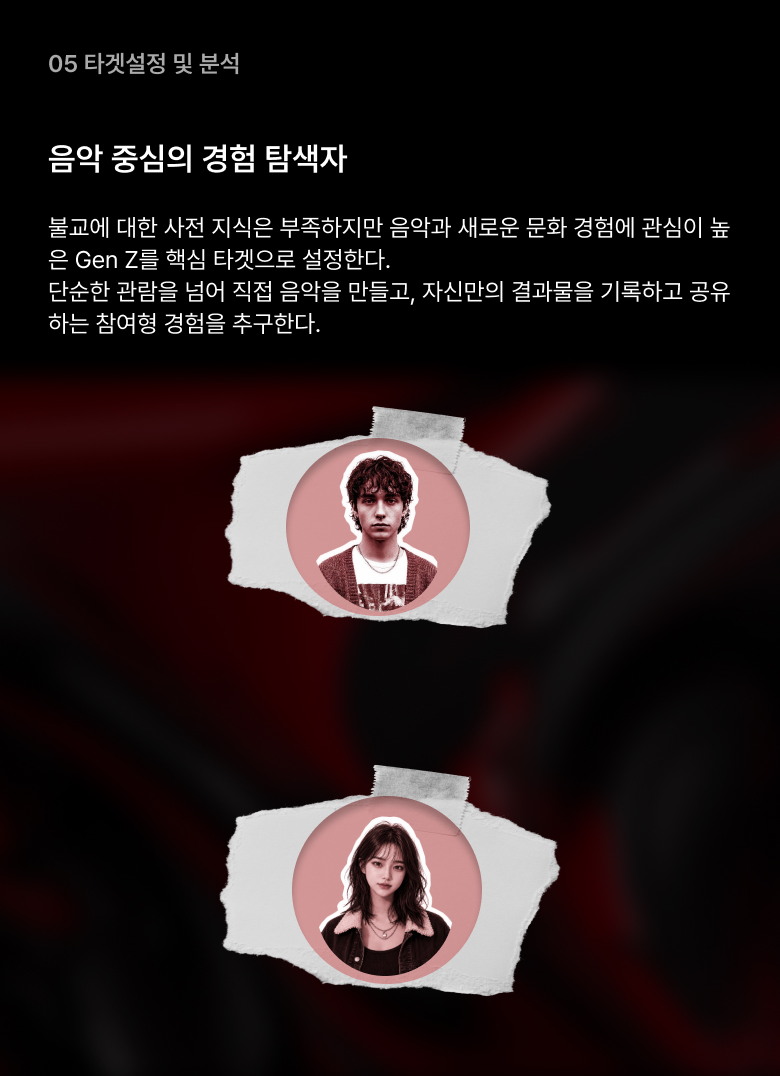 05 타겟설정 및 분석
음악 중심의 경험 탐색자
불교에 대한 사전 지식은 부족하지만 음악과 새로운 문화 경험에 관심이 높
은 Gen Z를 핵심 타겟으로 설정한다.
단순한 관람을 넘어 직접 음악을 만들고, 자신만의 결과물을 기록하고 공유
하는 참여형 경험을 추구한다.